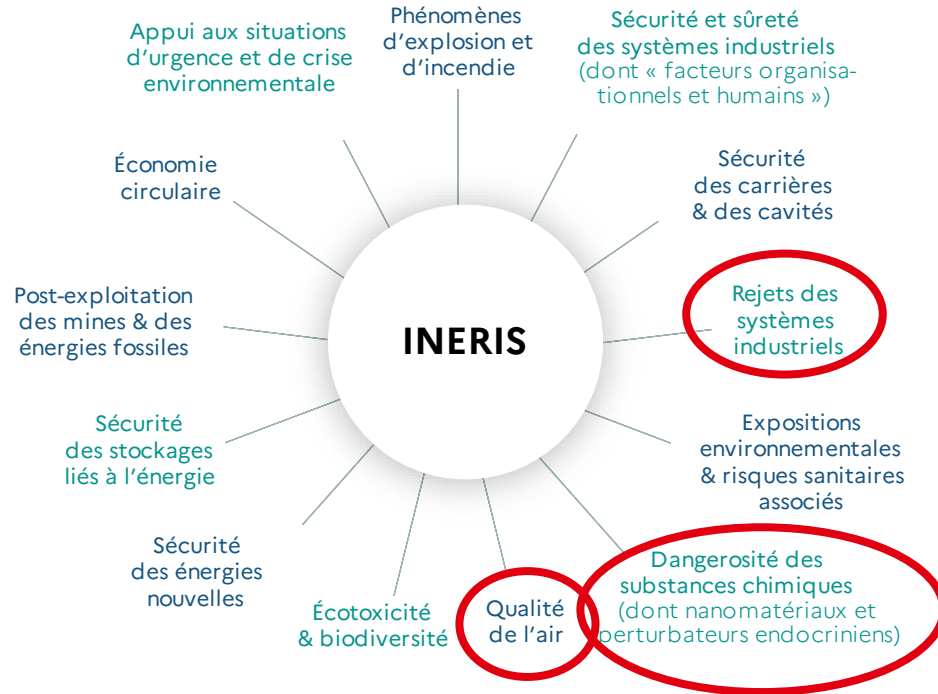 Appui aux situations
d'urgence et de crise
environnementale
Phénomènes
d'explosion et
d'incendie
Sécurité et sûreté
des systèmes industriels
(dont « facteurs organisa-
tionnels et humains »)
Économie
circulaire
Sécurité
des carrières
& des cavités
Post-exploitation
des mines & des
énergies fossiles
INERIS
Rejets des
systèmes
industriels
Sécurité
des stockages
liés à l'énergie
Expositions
environnementales
& risques sanitaires
associés
Sécurité
des énergies
nouvelles
Écotoxicité
& biodiversité
Qualité
de l'air
Dangerosité des
substances chimiques
(dont nanomatériaux et
perturbateurs endocriniens)